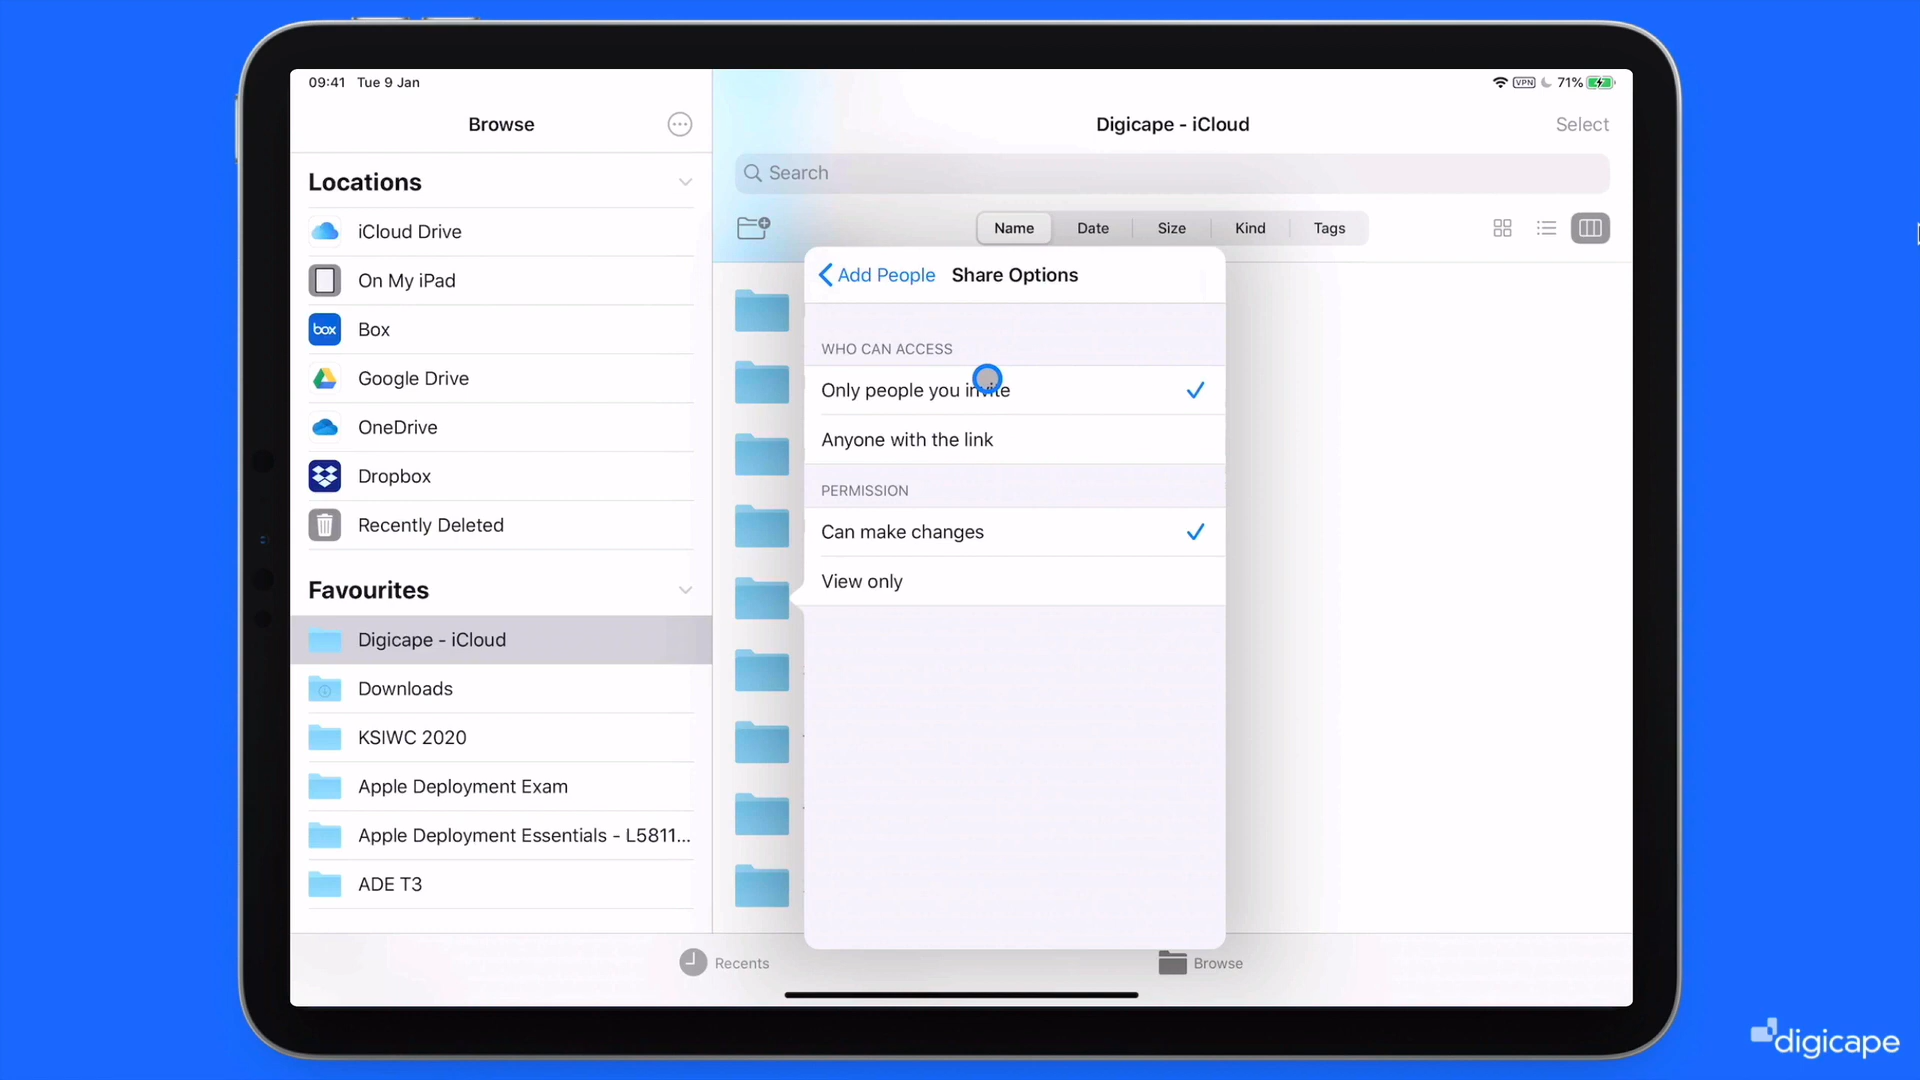 09:41 Tue 9 Jan
VPN 71%
Browse
Digicape - iCloud
Select
Locations
Search
iCloud Drive
Name Date Size Kind Tags
On My iPad
box Box
Google Drive
OneDrive
Dropbox
Recently Deleted
Favourites
Digicape - iCloud
Downloads
KSIWC 2020
Apple Deployment Exam
Apple Deployment Essentials - L5811...
ADE T3
Add People Share Options
WHO CAN ACCESS
Only people you invite
Anyone with the link
PERMISSION
Can make changes
View only
Recents
Browse
digicape